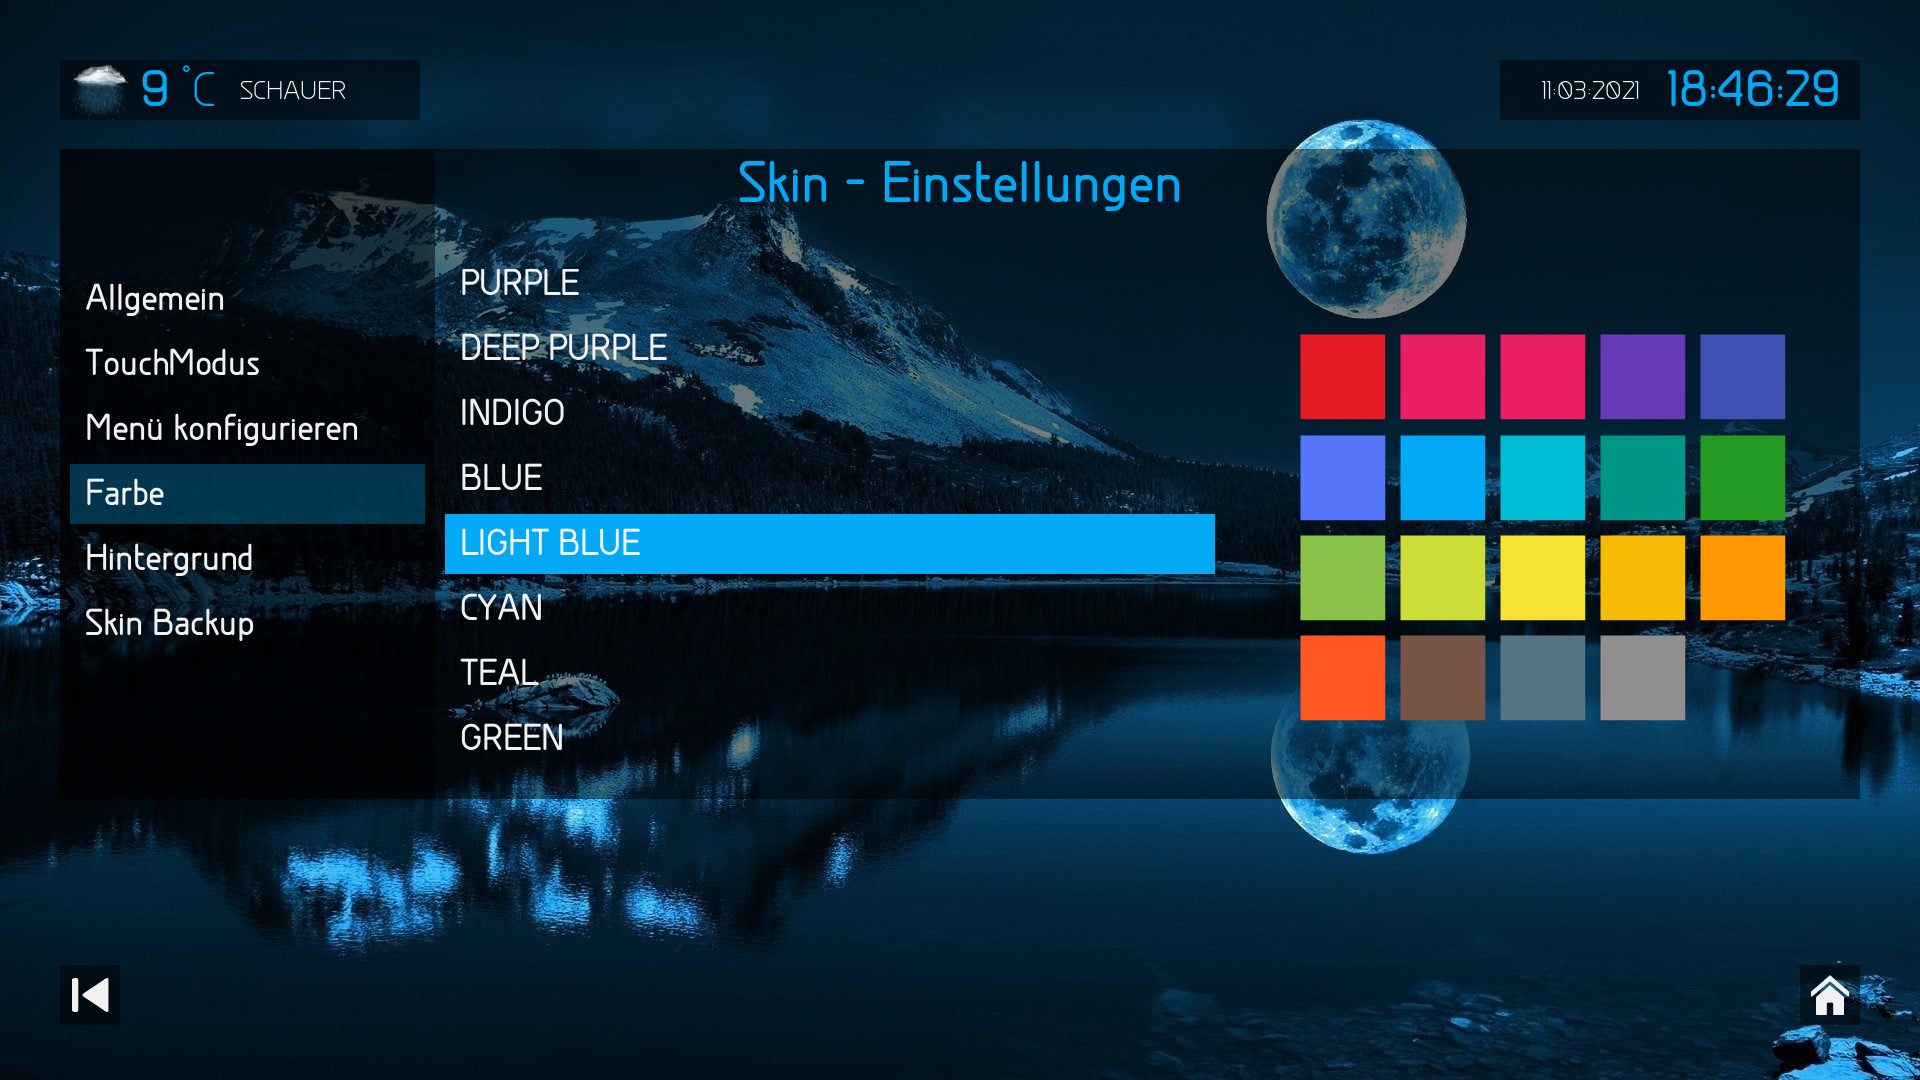 9 °C SCHAUER
11.03.2021 18:46:29
Skin - Einstellungen
Allgemein
TouchModus
Menü konfigurieren
Farbe
Hintergrund
Skin Backup
PURPLE
DEEP PURPLE
INDIGO
BLUE
LIGHT BLUE
CYAN
TEAL
GREEN